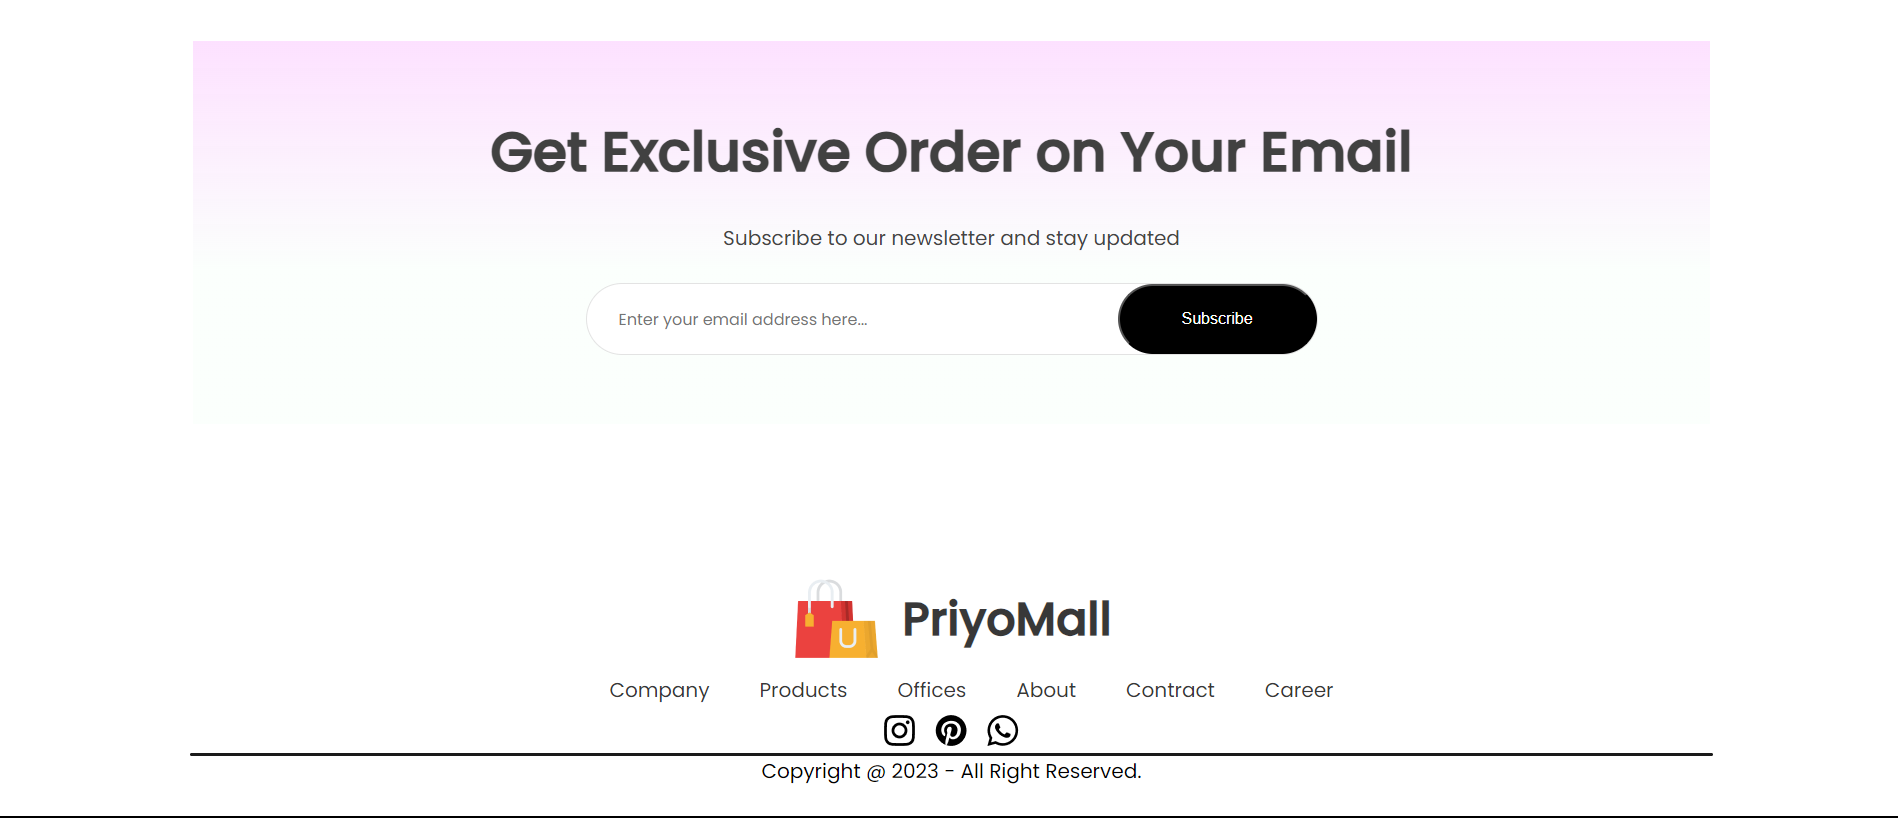 Get Exclusive Order on Your Email
Subscribe to our newsletter and stay updated
Enter your email address here... Subscribe
PriyoMall
Company Products Offices About Contract Career
Copyright @ 2023 - All Right Reserved.